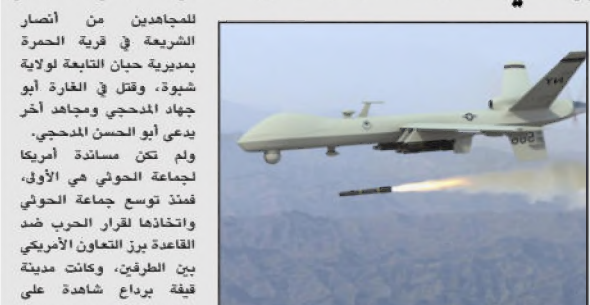 للمجاهدين من أنصار
الشريعة في قرية الحمرة
بمديرية حبان التابعة لولاية
شبوة، وقتل في الغارة أبو
جهاد المذحجي ومجاهد آخر
يدعى أبو الحسن المذحجي.
ولم تكن مساندة أمريكا
لجماعة الحوثي هي الأولى،
فمنذ توسع جماعة الحوثي
واتخاذها لقرار الحرب ضد
القاعدة برز التعاون الأمريكي
بين الطرفين، وكانت مدينة
قيفة برداع شاهدة على